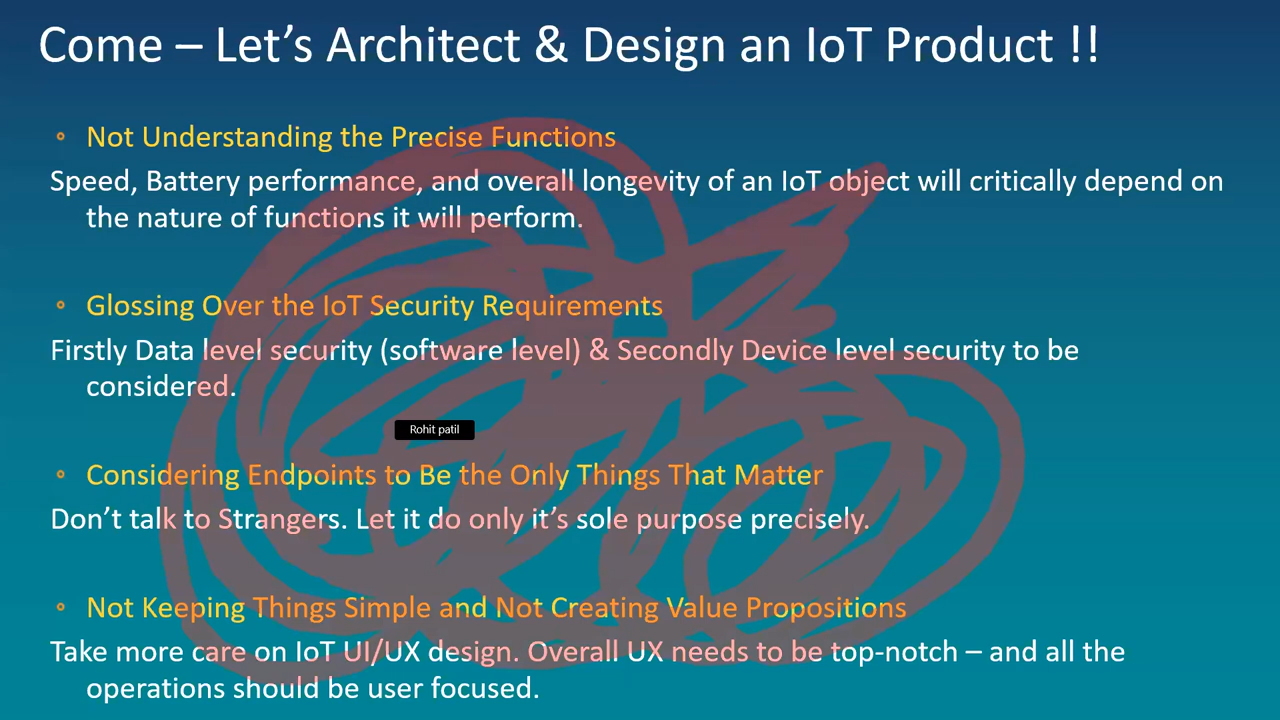 Come – Let’s Architect & Design an IoT Product !!
Not Understanding the Precise Functions
Speed, Battery performance, and overall longevity of an IoT object will critically depend on
the nature of functions it will perform.
Glossing Over the IoT Security Requirements
Firstly Data level security (software level) & Secondly Device level security to be
considered.
Rohit patil
Considering Endpoints to Be the Only Things That Matter
Don’t talk to Strangers. Let it do only it’s sole purpose precisely.
Not Keeping Things Simple and Not Creating Value Propositions
Take more care on IoT UI/UX design. Overall UX needs to be top-notch – and all the
operations should be user focused.